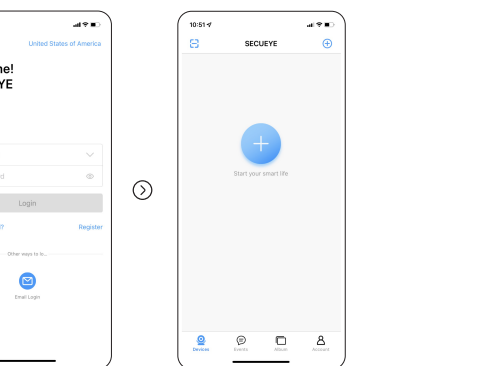 United States of America
ne!
YE
d
Login
?
Register
Other ways to lo...
Email Login
10:51
SECUEYE
Start your smart life
Devices
Events
Album
Account